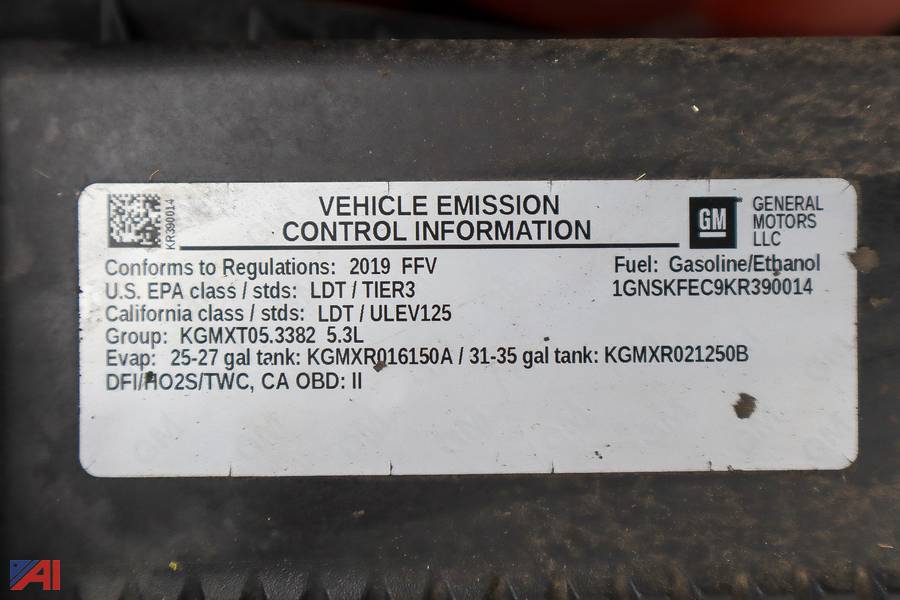 KR390014
VEHICLE EMISSION
CONTROL INFORMATION
GM
GENERAL
MOTORS
LLC
Conforms to Regulations: 2019 FFV
Fuel: Gasoline/Ethanol
U.S. EPA class / stds: LDT / TIER3
1GNSKFEC9KR390014
California class / stds: LDT / ULEV125
Group: KGMXT05.3382 5.3L
Evap: 25-27 gal tank: KGMXR016150A / 31-35 gal tank: KGMXR021250B
DFI/HO2S/TWC, CA OBD: II
AI